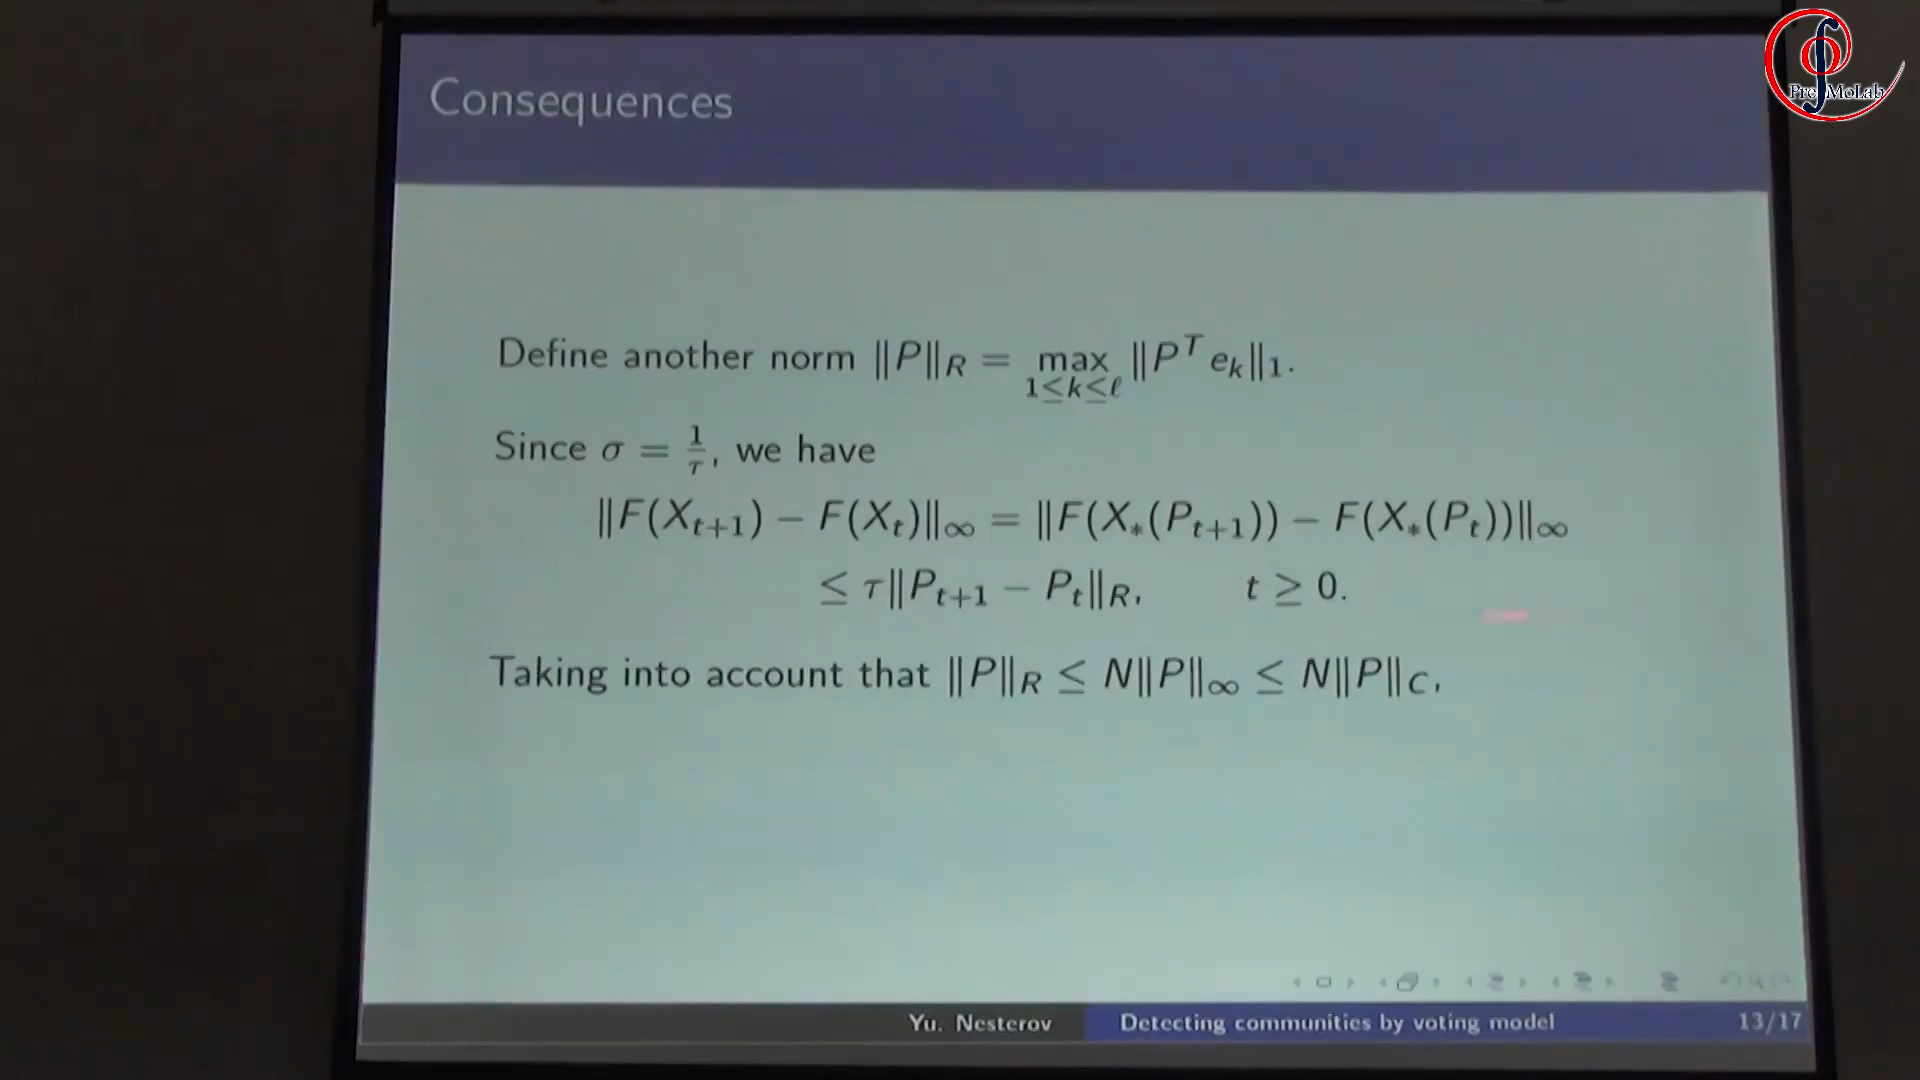 PreMoLab
Consequences
Define another norm ‖P‖_R = max_{1≤k≤ℓ} ‖P^T e_k‖_1.
Since σ = 1/τ, we have
‖F(X_{t+1}) − F(X_t)‖_∞ = ‖F(X_*(P_{t+1})) − F(X_*(P_t))‖_∞
≤ τ‖P_{t+1} − P_t‖_R, t ≥ 0.
Taking into account that ‖P‖_R ≤ N‖P‖_∞ ≤ N‖P‖_C,
Yu. Nesterov Detecting communities by voting model 13/17